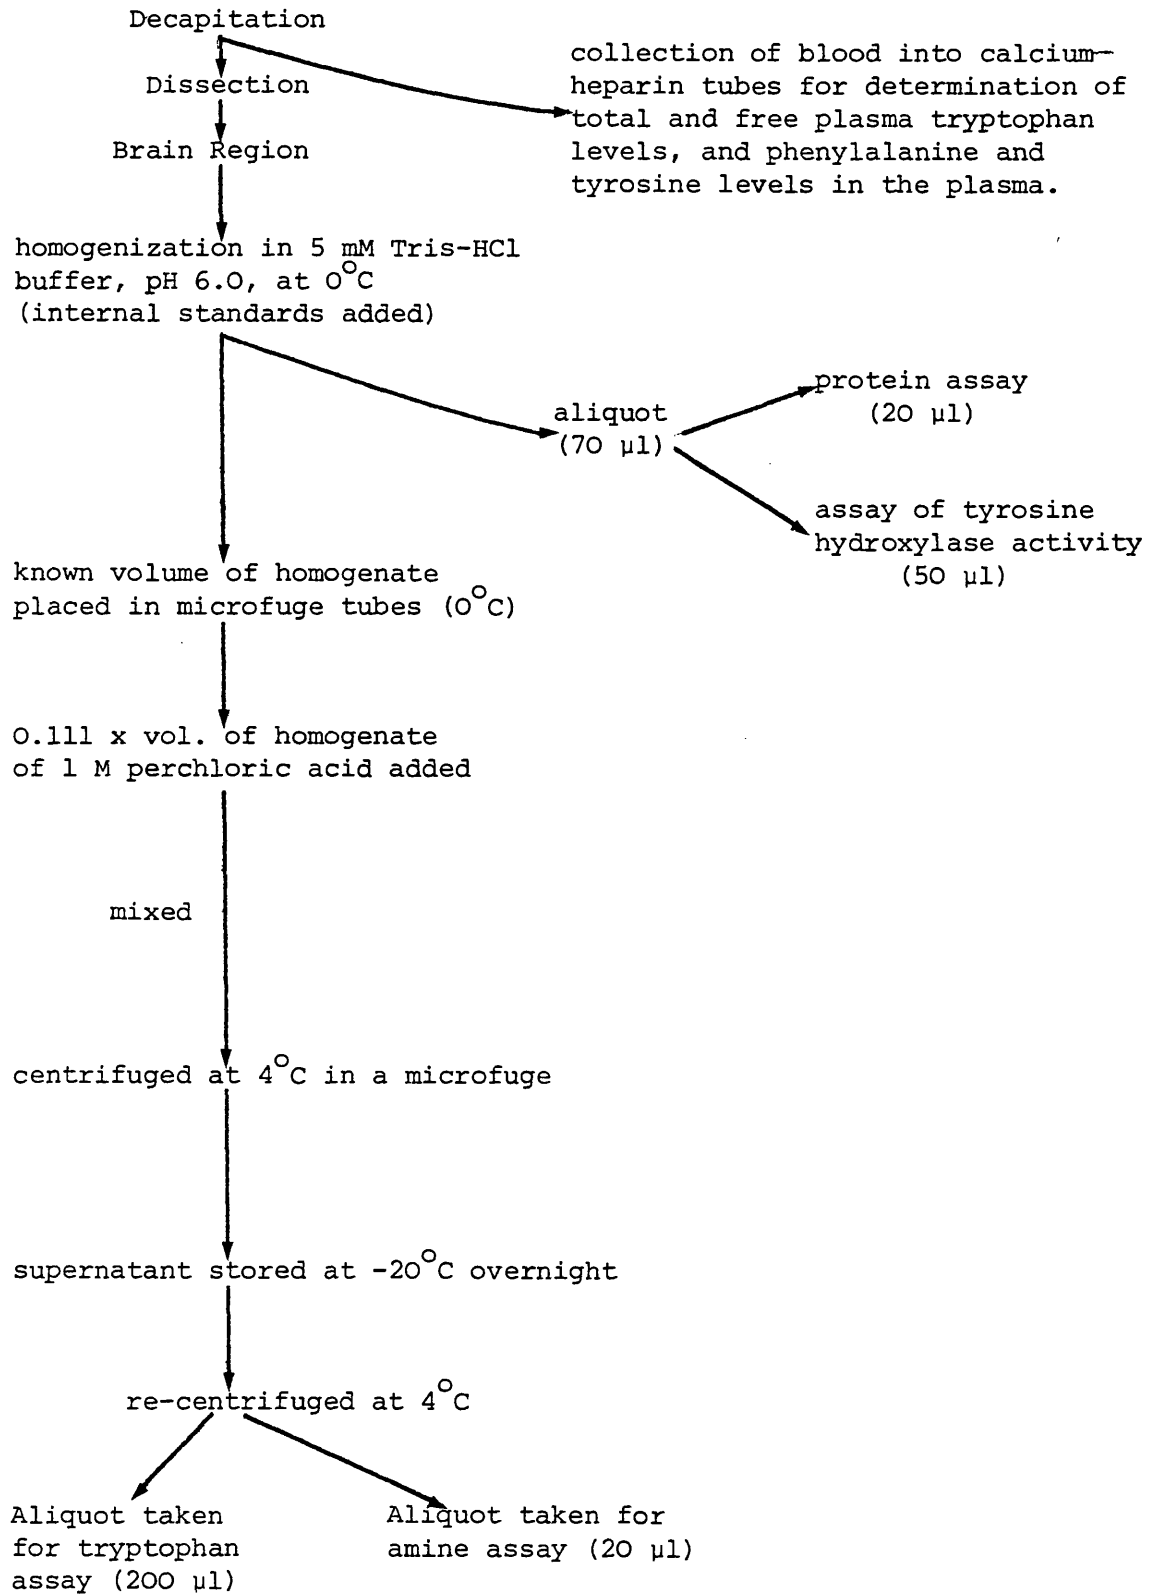 Decapitation
collection of blood into calcium-
Dissection
heparin tubes for determination of
total and free plasma tryptophan
Brain Region
levels, and phenylalanine and
tyrosine levels in the plasma.
homogenization in 5 mM Tris-HCl
buffer, pH 6.0, at 0°C
(internal standards added)
protein assay
(20 µl)
aliquot
(70 µl)
assay of tyrosine
hydroxylase activity
(50 µl)
known volume of homogenate
placed in microfuge tubes (0°C)
0.111 x vol. of homogenate
of 1 M perchloric acid added
mixed
centrifuged at 4°C in a microfuge
supernatant stored at -20°C overnight
re-centrifuged at 4°C
Aliquot taken
for tryptophan
assay (200 µl)
Aliquot taken for
amine assay (20 µl)